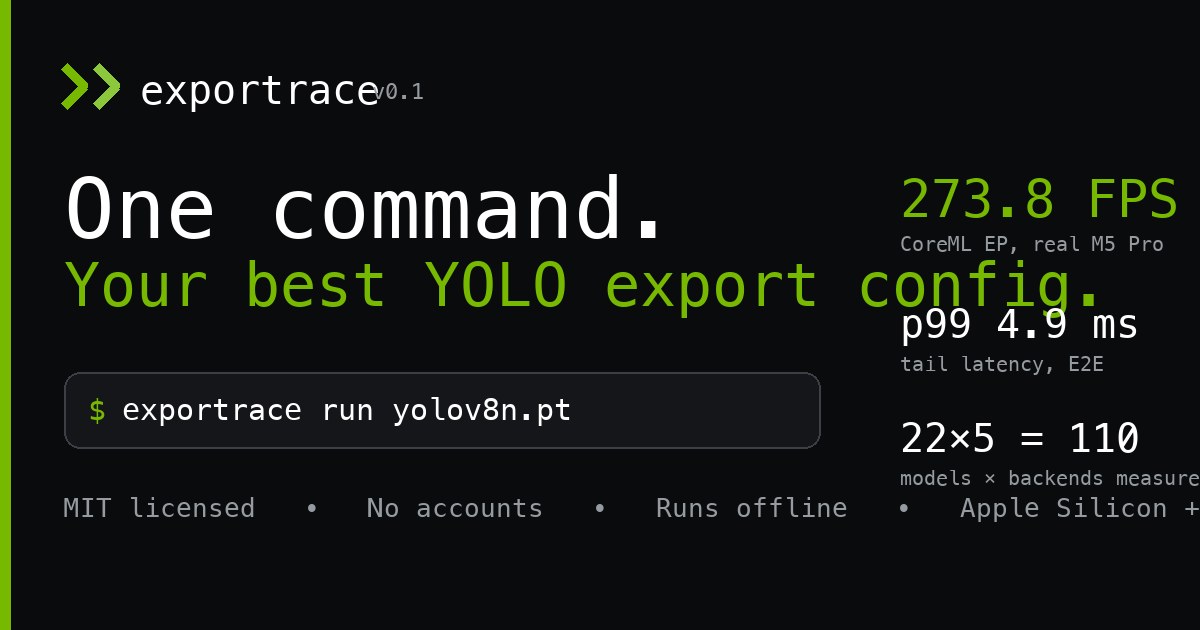 exportrace v0.1
One command.
Your best YOLO export config.
$ exportrace run yolov8n.pt
MIT licensed • No accounts • Runs offline • Apple Silicon +
273.8 FPS
CoreML EP, real M5 Pro
p99 4.9 ms
tail latency, E2E
22×5 = 110
models × backends measure